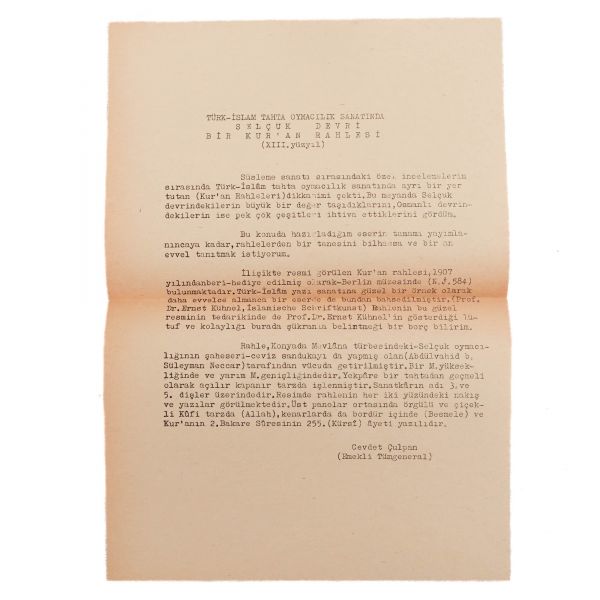 TÜRK-İSLAM TAHTA OYMACILIK SANATINDA
SELÇUK DEVRİ
BİR KUR'AN RAHLESİ
(XIII.yüzyıl)
Süsleme sanatı sırasındaki özel incelemelerim
sırasında Türk-İslâm tahta oymacılık sanatında ayrı bir yer
tutan (Kur'an Rahleleri)dikkatimi çekti.Bu meyanda Selçuk
devrindekilerin büyük bir değer taşıdıklarını,Osmanlı devrin-
dekilerin ise pek çok çeşitleri ihtiva ettiklerini gördüm.
Bu konuda hazırladığım eserin tamamı yayımla-
nıncaya kadar,rahlelerden bir tanesini bilhassa ve bir an
evvel tanıtmak istiyorum.
İlişikte resmi görülen Kur'an rahlesi,1907
yılındanberi-hediye edilmiş olarak-Berlin müzesinde (N.J.584)
bulunmaktadır.Türk-İslâm yazı sanatına güzel bir örnek olarak
daha evvelce almanca bir eserde de bundan bahsedilmiştir.(Prof.
Dr.Ernst Kühnel,Islamische Schriftkunst) Rahlenin bu güzel
resminin tedarikinde de Prof.Dr.Ernst Kühnel'in gösterdiği lû-
tuf ve kolaylığı burada şükranla belirtmeği bir borç bilirim.
Rahle,Konyada Mevlâna türbesindeki-Selçuk oymacı-
lığının şaheseri-ceviz sandukayı da yapmış olan(Abdülvahid b.
Süleyman Neccar)tarafından vücuda getirilmiştir.Bir M.yüksek-
liğinde ve yarım M.genişliğindedir.Yekpâre bir tahtadan geçmeli
olarak açılır kapanır tarzda işlenmiştir.Sanatkârın adı 3.ve
5. dişler üzerindedir.Resimde rahlenin her iki yüzündeki nakış
ve yazılar görülmektedir.Üst panolar ortasında örgülü ve çiçek-
li Kûfi tarzda (Allah),kenarlarda da bordür içinde (Besmele) ve
Kur'anın 2.Bakare Sûresinin 255.(Kürsî) Âyeti yazılıdır.
Cevdet Çulpan
(Emekli Tümgeneral)